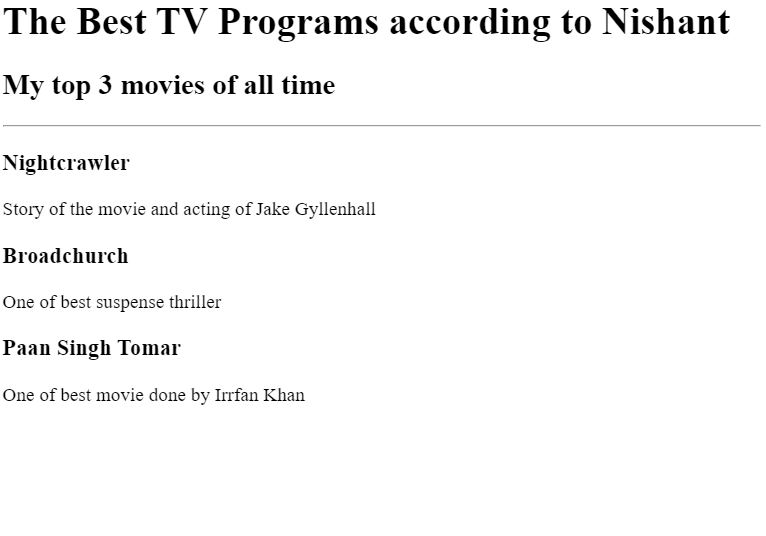 The Best TV Programs according to Nishant
My top 3 movies of all time
Nightcrawler
Story of the movie and acting of Jake Gyllenhall
Broadchurch
One of best suspense thriller
Paan Singh Tomar
One of best movie done by Irrfan Khan